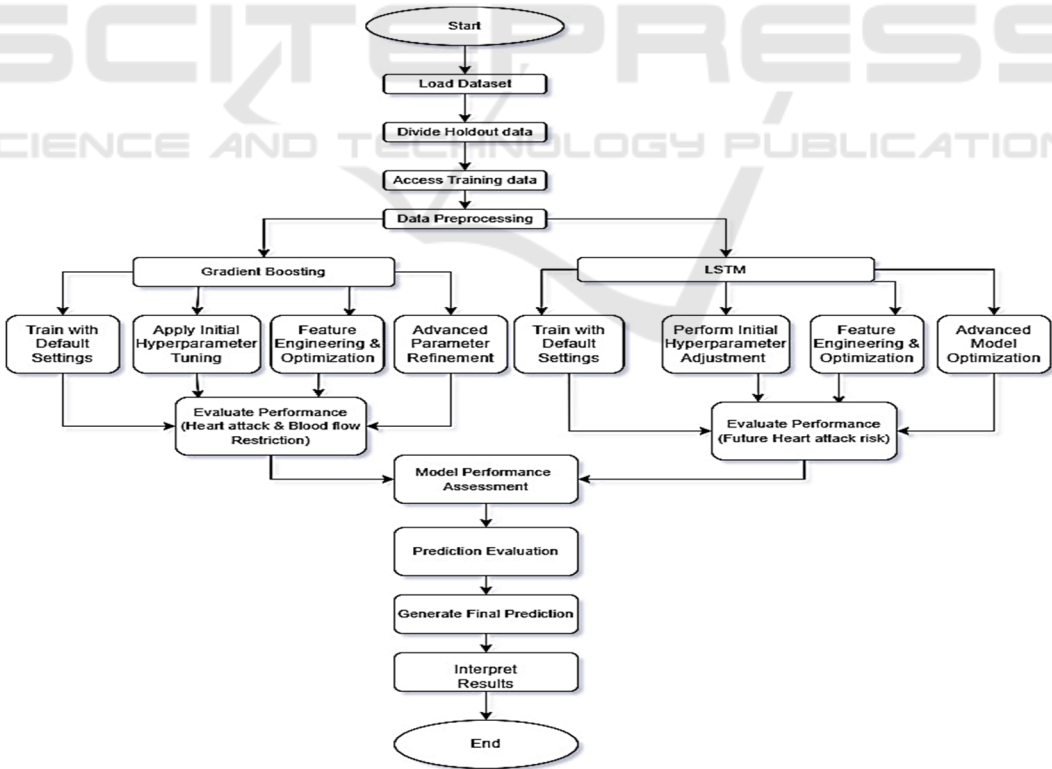 SCITEPRESS
SCIENCE AND TECHNOLOGY PUBLICATION
Start
Load Dataset
Divide Holdout data
Access Training data
Data Preprocessing
Gradient Boosting
LSTM
Train with
Default
Settings
Apply Initial
Hyperparameter
Tuning
Feature
Engineering &
Optimization
Advanced
Parameter
Refinement
Train with
Default
Settings
Perform Initial
Hyperparameter
Adjustment
Feature
Engineering &
Optimization
Advanced
Model
Optimization
Evaluate Performance
(Heart attack & Blood flow
Restriction)
Evaluate Performance
(Future Heart attack risk)
Model Performance
Assessment
Prediction Evaluation
Generate Final Prediction
Interpret
Results
End